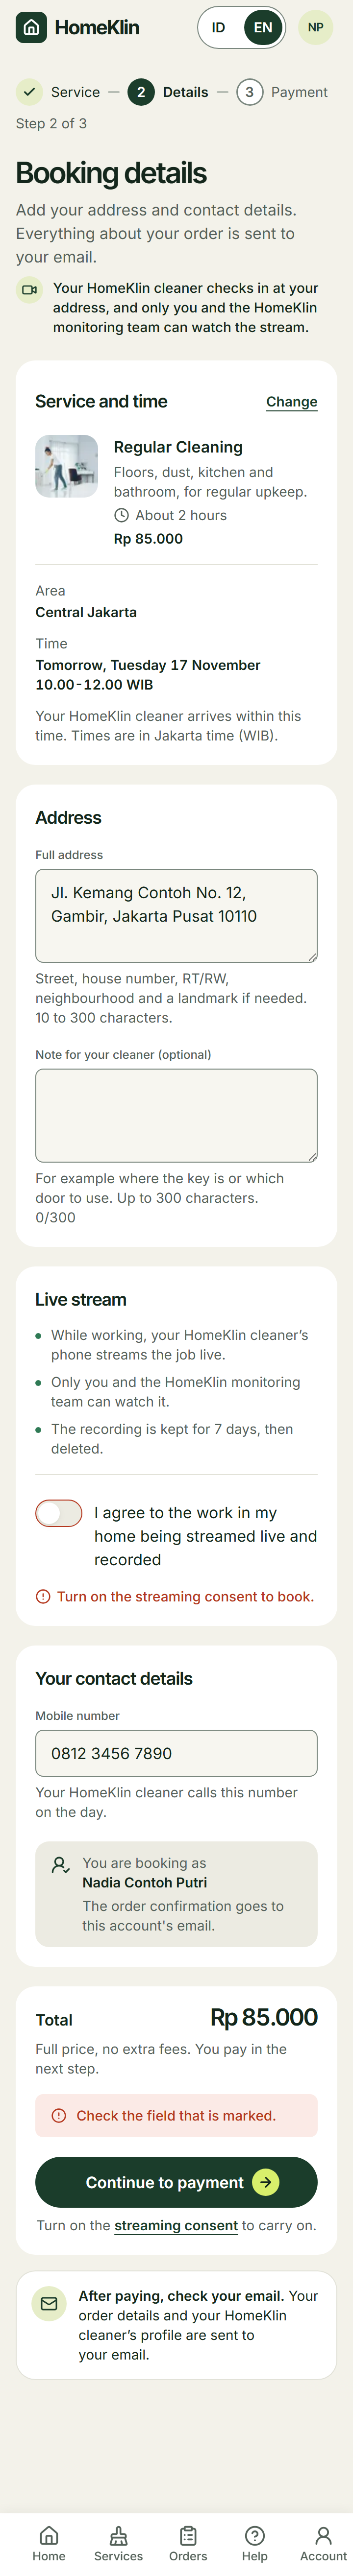 HomeKlin
ID
EN
NP
Service
2
Details
3
Payment
Step 2 of 3
Booking details
Add your address and contact details.
Everything about your order is sent to
your email.
Your HomeKlin cleaner checks in at your
address, and only you and the HomeKlin
monitoring team can watch the stream.
Service and time
Change
Regular Cleaning
Floors, dust, kitchen and
bathroom, for regular upkeep.
About 2 hours
Rp 85.000
Area
Central Jakarta
Time
Tomorrow, Tuesday 17 November
10.00-12.00 WIB
Your HomeKlin cleaner arrives within this
time. Times are in Jakarta time (WIB).
Address
Full address
Jl. Kemang Contoh No. 12,
Gambir, Jakarta Pusat 10110
Street, house number, RT/RW,
neighbourhood and a landmark if needed.
10 to 300 characters.
Note for your cleaner (optional)
For example where the key is or which
door to use. Up to 300 characters.
0/300
Live stream
While working, your HomeKlin cleaner's
phone streams the job live.
Only you and the HomeKlin monitoring
team can watch it.
The recording is kept for 7 days, then
deleted.
I agree to the work in my
home being streamed live and
recorded
Turn on the streaming consent to book.
Your contact details
Mobile number
0812 3456 7890
Your HomeKlin cleaner calls this number
on the day.
You are booking as
Nadia Contoh Putri
The order confirmation goes to
this account's email.
Total
Rp 85.000
Full price, no extra fees. You pay in the
next step.
Check the field that is marked.
Continue to payment
Turn on the streaming consent to carry on.
After paying, check your email. Your
order details and your HomeKlin
cleaner's profile are sent to
your email.
Home
Services
Orders
Help
Account